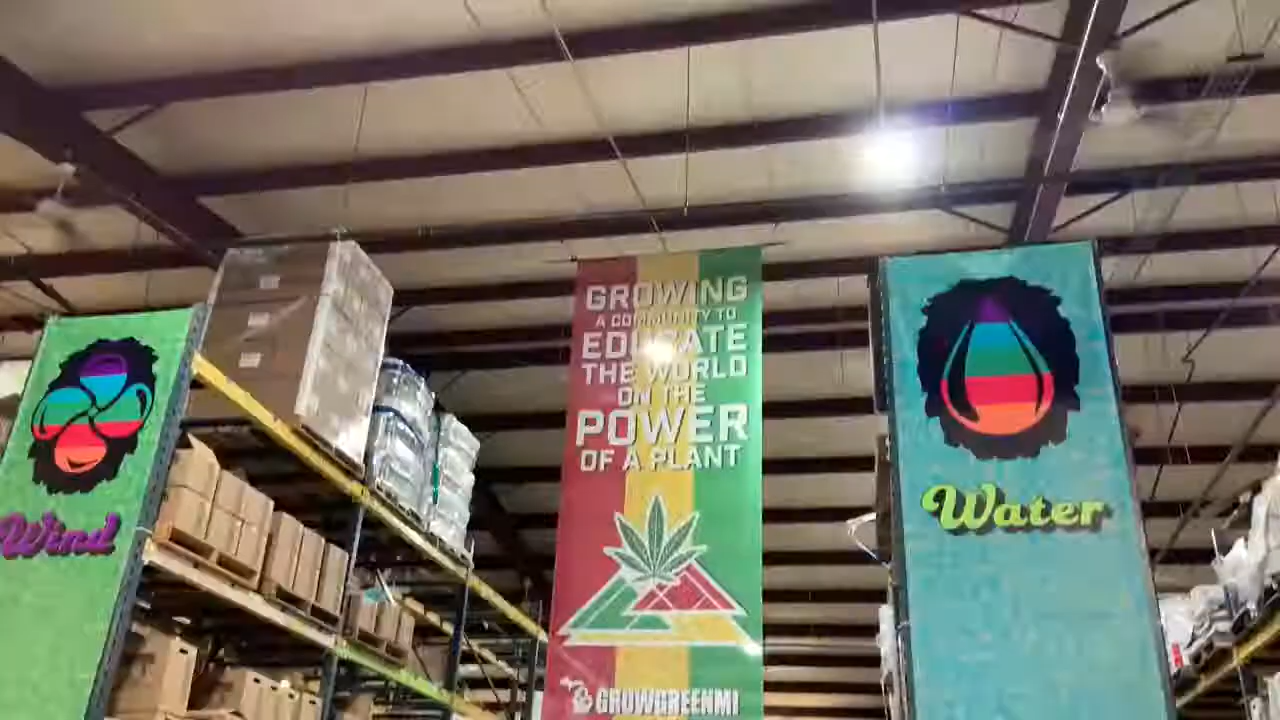 Wind
GROWING
A COMMUNITY TO
EDUCATE
THE WORLD
ON THE
POWER
OF A PLANT
GROWGREENMI
Water